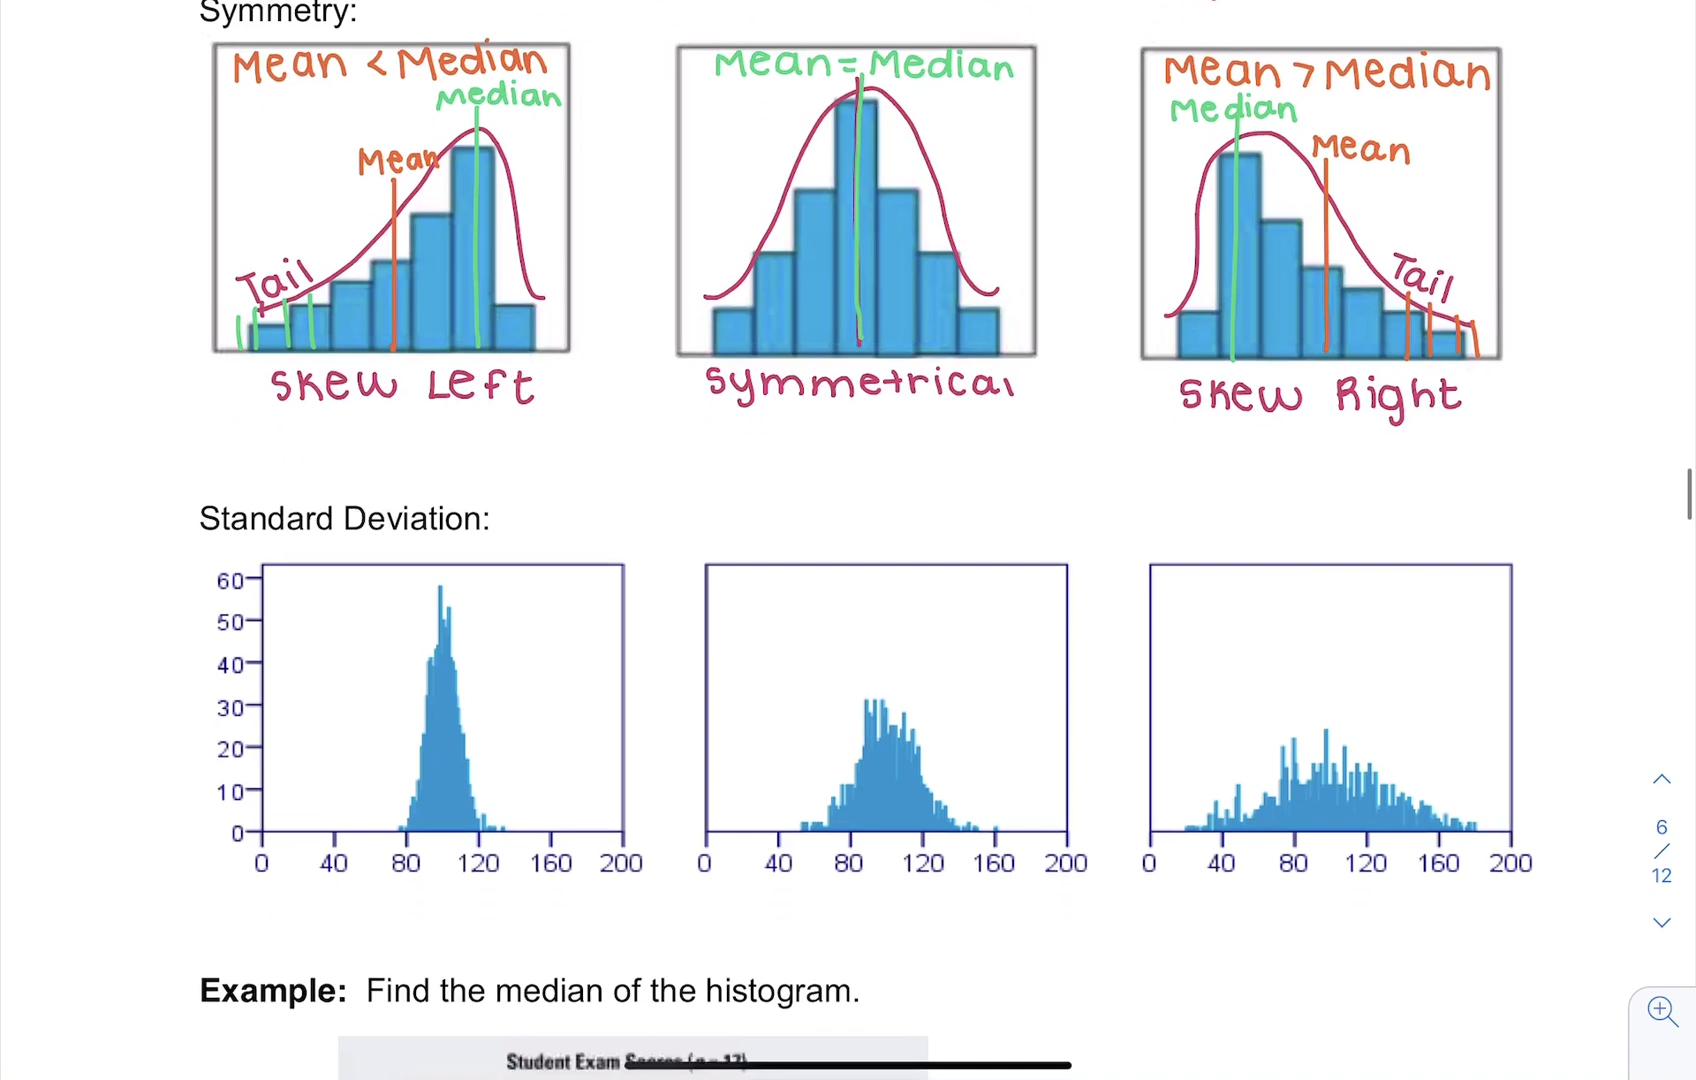 Symmetry:
Mean < Median
Median
Mean
Tail
Skew Left
Mean = Median
Symmetrical
Mean > Median
Median
Mean
Tail
Skew Right
Standard Deviation:
60
50
40
30
20
10
0
0 40 80 120 160 200
0 40 80 120 160 200
0 40 80 120 160 200
6
/
12
Example: Find the median of the histogram.
Student Exam Scores (n = 17)